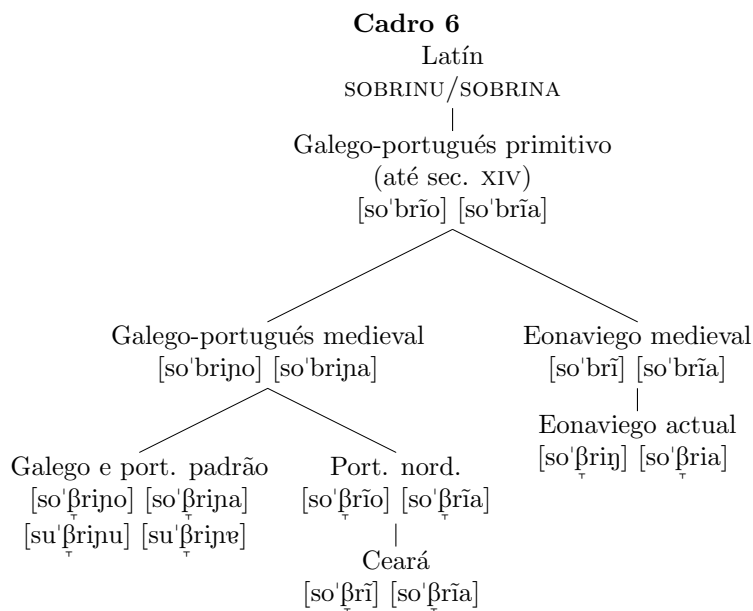 Cadro 6
Latín
SOBRINU/SOBRINA
Galego-portugués primitivo
(até sec. XIV)
[soˈbrĩo] [soˈbrĩa]
Galego-portugués medieval
[soˈbriɲo] [soˈbriɲa]
Eonaviego medieval
[soˈbrĩ] [soˈbrĩa]
Eonaviego actual
[soˈβ̞riŋ] [soˈβ̞ria]
Galego e port. padrão
[soˈβ̞riɲo] [soˈβ̞riɲa]
[suˈβ̞riɲu] [suˈβ̞riɲɐ]
Port. nord.
[soˈβ̞rĩo] [soˈβ̞rĩa]
Ceará
[soˈβ̞rĩ] [soˈβ̞rĩa]